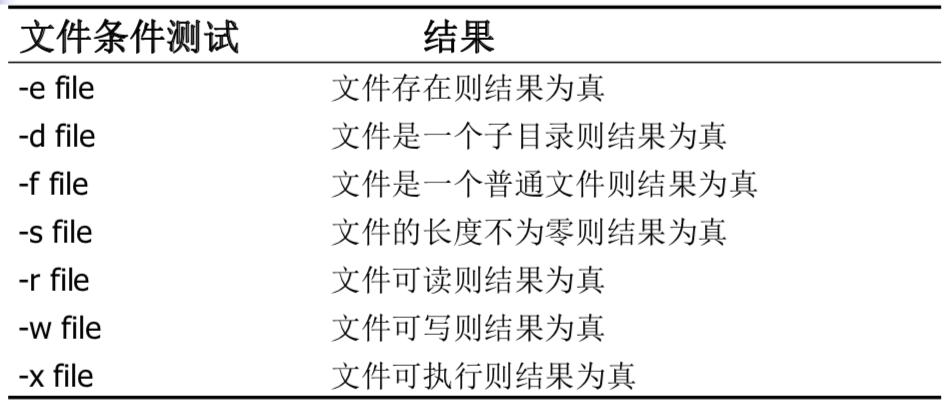 文件条件测试 结果
-e file 文件存在则结果为真
-d file 文件是一个子目录则结果为真
-f file 文件是一个普通文件则结果为真
-s file 文件的长度不为零则结果为真
-r file 文件可读则结果为真
-w file 文件可写则结果为真
-x file 文件可执行则结果为真